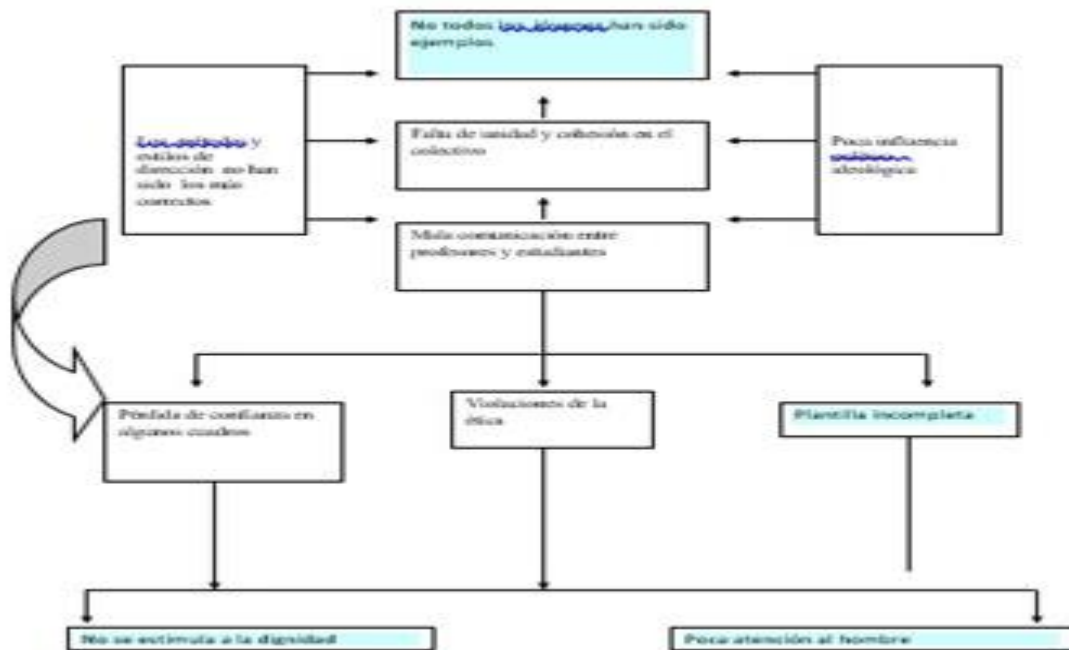 No todos los jóvenes han sido
ejemplos
Los métodos y
estilos de
dirección no han
sido los más
correctos
Falta de unidad y cohesión en el
colectivo
Poca influencia
ideológica
Mala comunicación entre
profesores y estudiantes
Pérdida de confianza en
algunos cuadros
Violaciones de la
ética
Plantilla incompleta
No se estimula a la dignidad
Poca atención al hombre